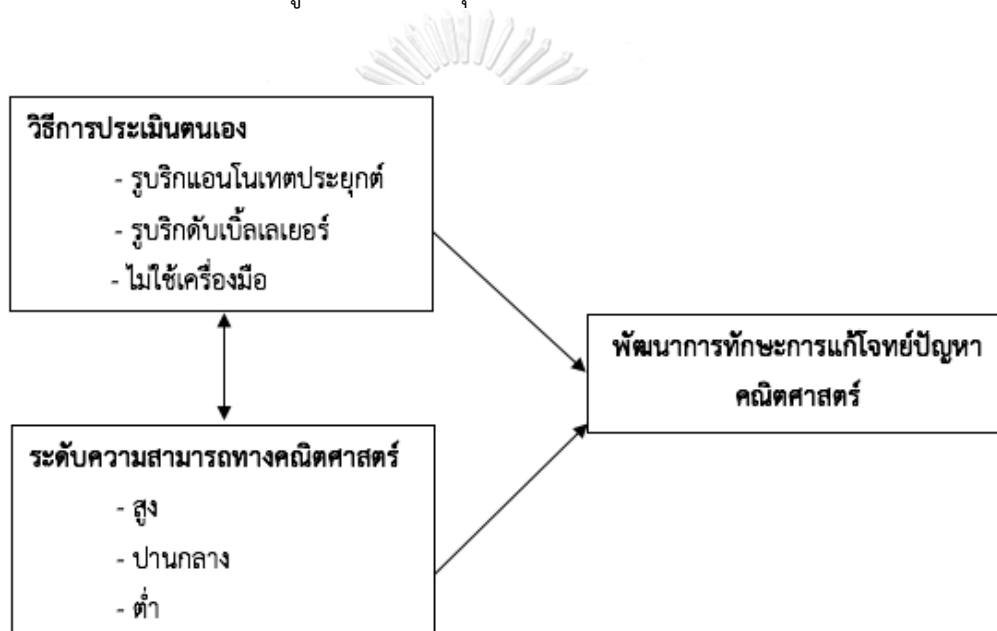 วิธีการประเมินตนเอง
- รูบริกแอนโนเทตประยุกต์
- รูบริกดับเบิ้ลเลเยอร์
- ไม่ใช้เครื่องมือ
พัฒนาการทักษะการแก้โจทย์ปัญหา
คณิตศาสตร์
ระดับความสามารถทางคณิตศาสตร์
- สูง
- ปานกลาง
- ต่ำ